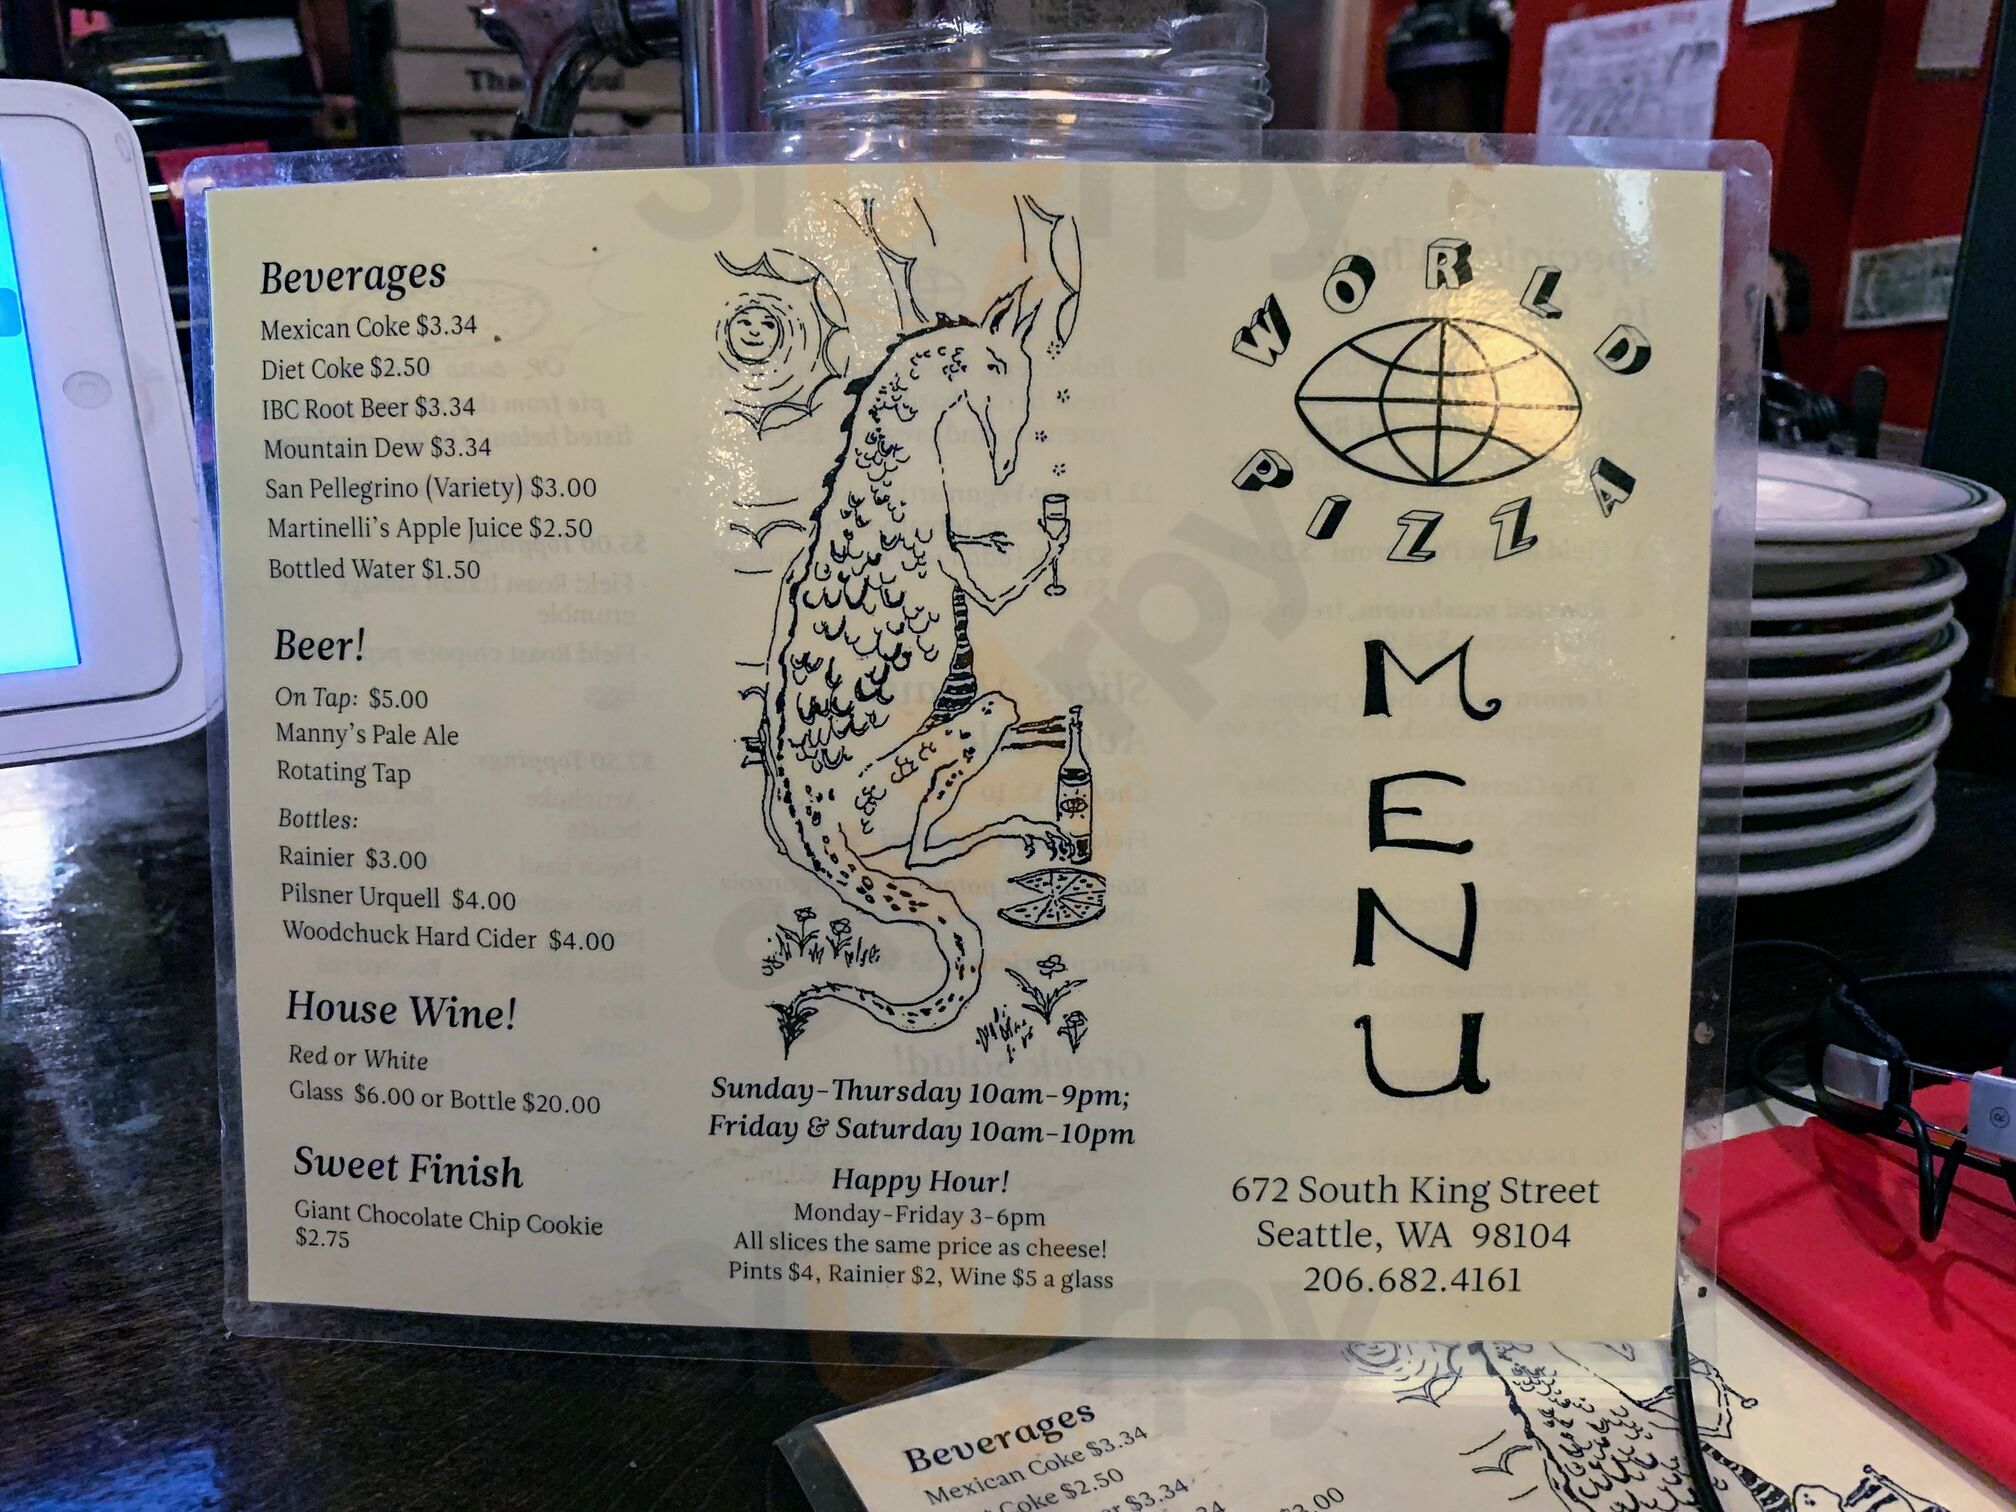 Beverages
Mexican Coke $3.34
Diet Coke $2.50
IBC Root Beer $3.34
Mountain Dew $3.34
San Pellegrino (Variety) $3.00
Martinelli's Apple Juice $2.50
Bottled Water $1.50
Beer!
On Tap: $5.00
Manny's Pale Ale
Rotating Tap
Bottles:
Rainier $3.00
Pilsner Urquell $4.00
Woodchuck Hard Cider $4.00
House Wine!
Red or White
Glass $6.00 or Bottle $20.00
Sweet Finish
Giant Chocolate Chip Cookie
$2.75
Sunday-Thursday 10am-9pm;
Friday & Saturday 10am-10pm
Happy Hour!
Monday-Friday 3-6pm
All slices the same price as cheese!
Pints $4, Rainier $2, Wine $5 a glass
WORLD
PIZZA
MENU
672 South King Street
Seattle, WA 98104
206.682.4161
Beverages
Mexican Coke $3.34
Coke $2.50
$3.34